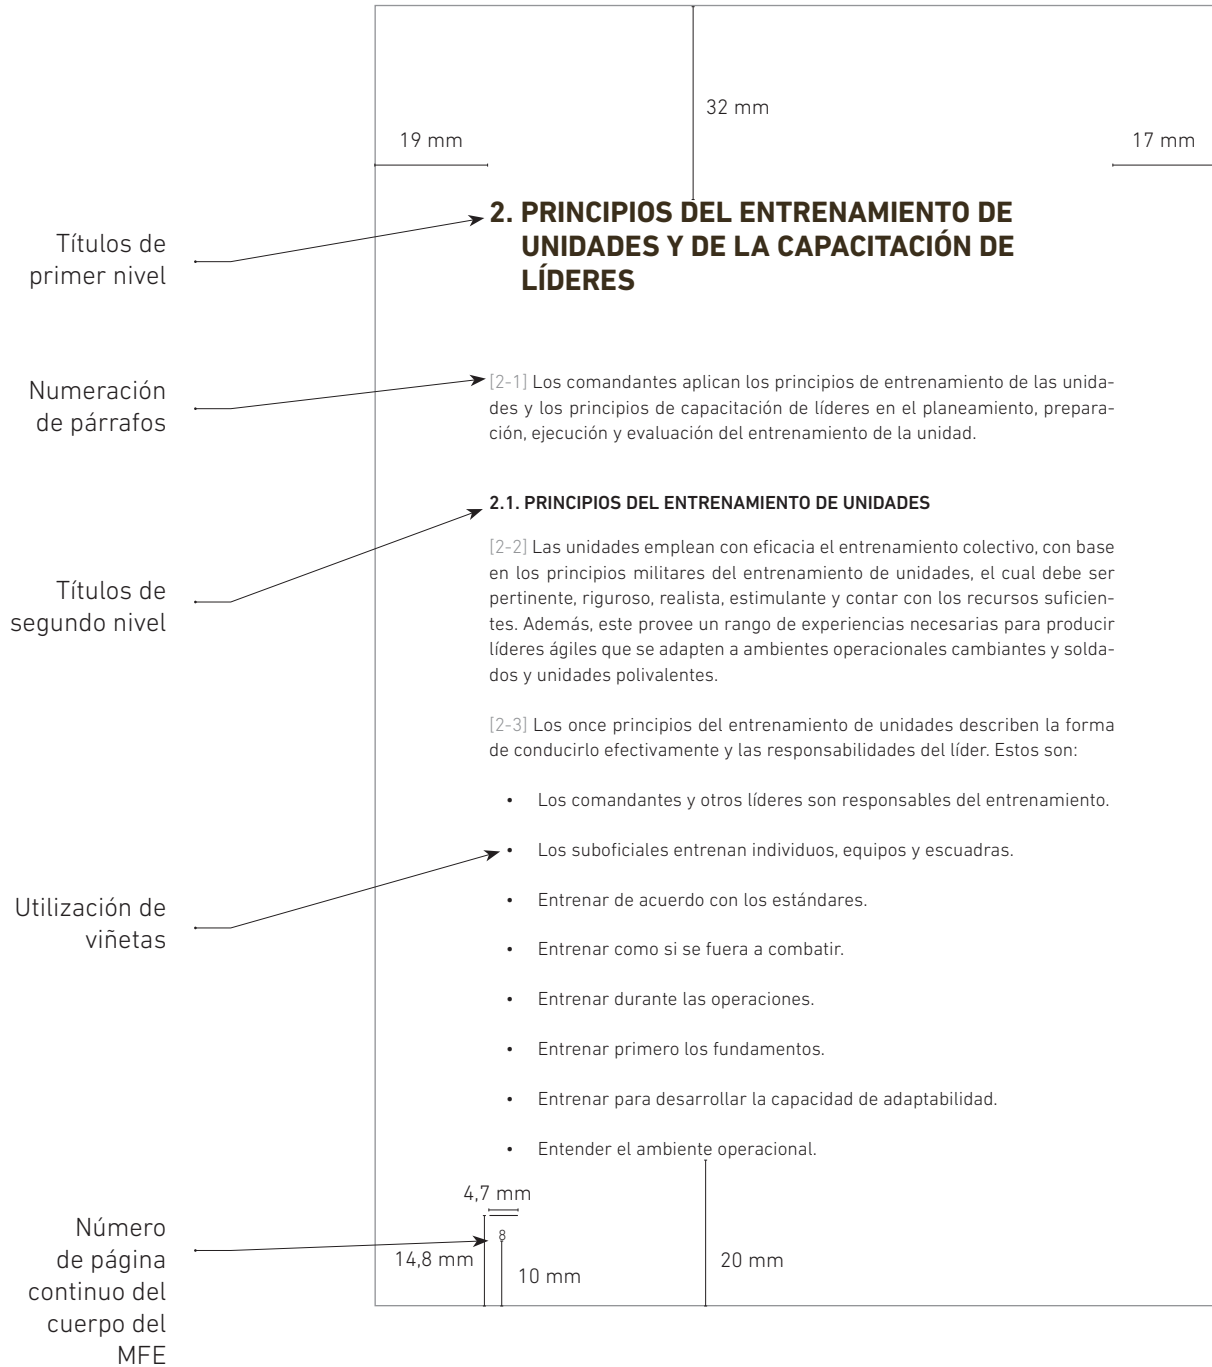 32 mm
19 mm
17 mm
2. PRINCIPIOS DEL ENTRENAMIENTO DE
UNIDADES Y DE LA CAPACITACIÓN DE
LÍDERES
Títulos de
primer nivel
Numeración
de párrafos
[2-1] Los comandantes aplican los principios de entrenamiento de las unida-
des y los principios de capacitación de líderes en el planeamiento, prepara-
ción, ejecución y evaluación del entrenamiento de la unidad.
2.1. PRINCIPIOS DEL ENTRENAMIENTO DE UNIDADES
Títulos de
segundo nivel
[2-2] Las unidades emplean con eficacia el entrenamiento colectivo, con base
en los principios militares del entrenamiento de unidades, el cual debe ser
pertinente, riguroso, realista, estimulante y contar con los recursos suficien-
tes. Además, este provee un rango de experiencias necesarias para producir
líderes ágiles que se adapten a ambientes operacionales cambiantes y solda-
dos y unidades polivalentes.
[2-3] Los once principios del entrenamiento de unidades describen la forma
de conducirlo efectivamente y las responsabilidades del líder. Estos son:
• Los comandantes y otros líderes son responsables del entrenamiento.
• Los suboficiales entrenan individuos, equipos y escuadras.
Utilización de
viñetas
• Entrenar de acuerdo con los estándares.
• Entrenar como si se fuera a combatir.
• Entrenar durante las operaciones.
• Entrenar primero los fundamentos.
• Entrenar para desarrollar la capacidad de adaptabilidad.
• Entender el ambiente operacional.
4,7 mm
8
14,8 mm
10 mm
20 mm
Número
de página
continuo del
cuerpo del
MFE